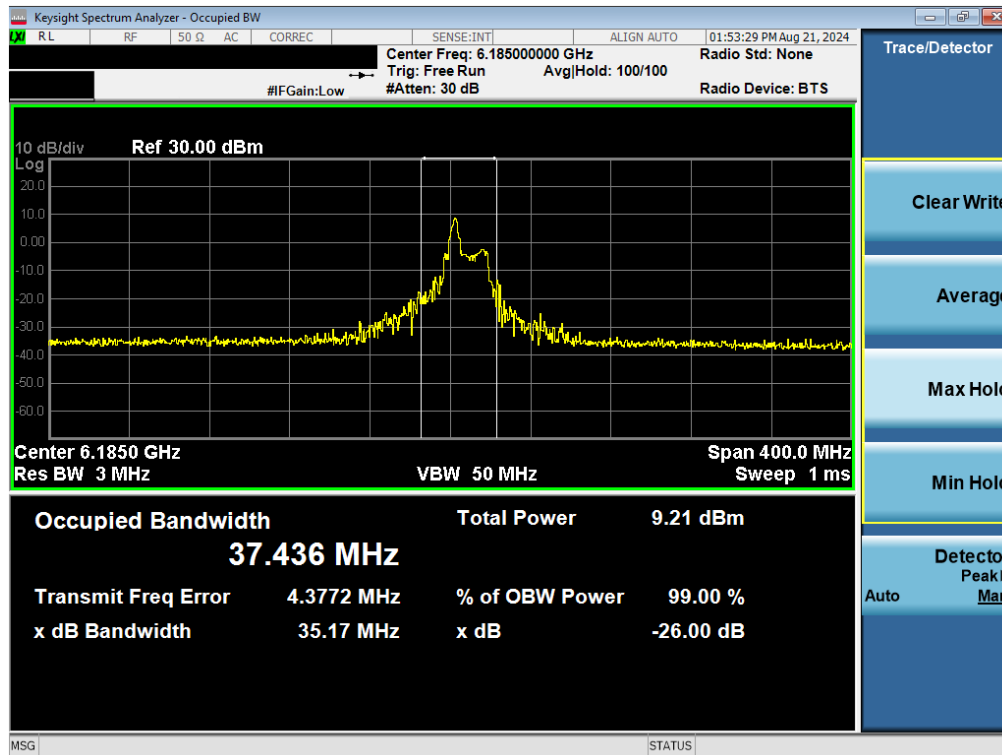 Keysight Spectrum Analyzer - Occupied BW
LXI RL RF 50 Ω AC CORREC SENSE:INT ALIGN AUTO 01:53:29 PM Aug 21, 2024
Center Freq: 6.185000000 GHz Radio Std: None
Trig: Free Run Avg|Hold: 100/100
#IFGain:Low #Atten: 30 dB Radio Device: BTS
Trace/Detector
10 dB/div Ref 30.00 dBm
Log
20.0
10.0
0.00
-10.0
-20.0
-30.0
-40.0
-50.0
-60.0
Center 6.1850 GHz Span 400.0 MHz
Res BW 3 MHz VBW 50 MHz Sweep 1 ms
Occupied Bandwidth Total Power 9.21 dBm
37.436 MHz
Transmit Freq Error 4.3772 MHz % of OBW Power 99.00 %
x dB Bandwidth 35.17 MHz x dB -26.00 dB
Clear Write
Average
Max Hold
Min Hold
Detecto
Peak
Auto Man
MSG STATUS